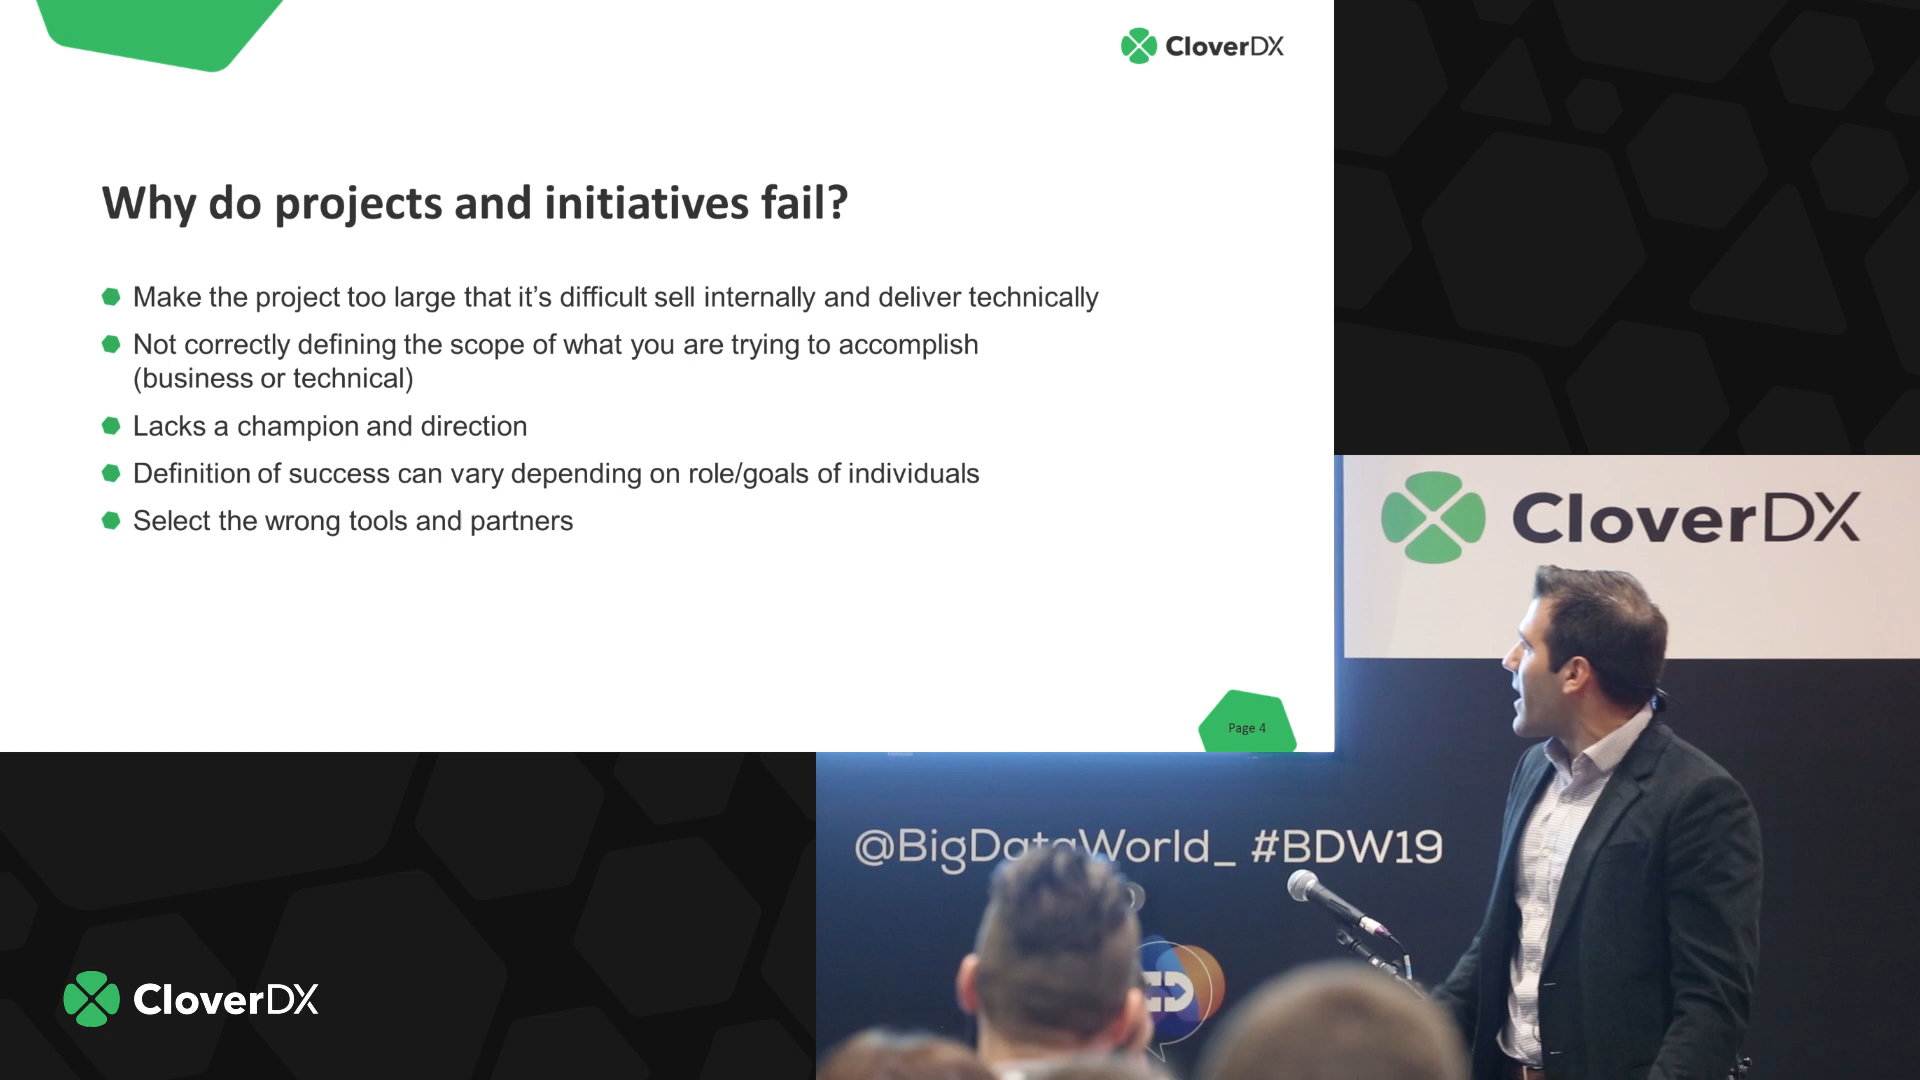 CloverDX
Why do projects and initiatives fail?
Make the project too large that it’s difficult sell internally and deliver technically
Not correctly defining the scope of what you are trying to accomplish
(business or technical)
Lacks a champion and direction
Definition of success can vary depending on role/goals of individuals
Select the wrong tools and partners
Page 4
CloverDX
@BigDataWorld_ #BDW19
CloverDX